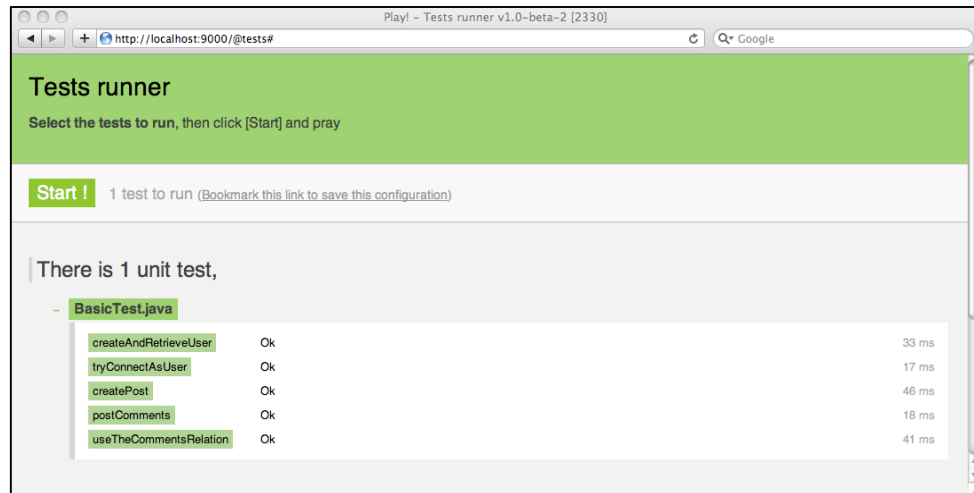 Play! – Tests runner v1.0–beta–2 [2330]
http://localhost:9000/@tests#
Google
Tests runner
Select the tests to run, then click [Start] and pray
Start ! 1 test to run (Bookmark this link to save this configuration)
There is 1 unit test,
– BasicTest.java
createAndRetrieveUser Ok 33 ms
tryConnectAsUser Ok 17 ms
createPost Ok 46 ms
postComments Ok 18 ms
useTheCommentsRelation Ok 41 ms